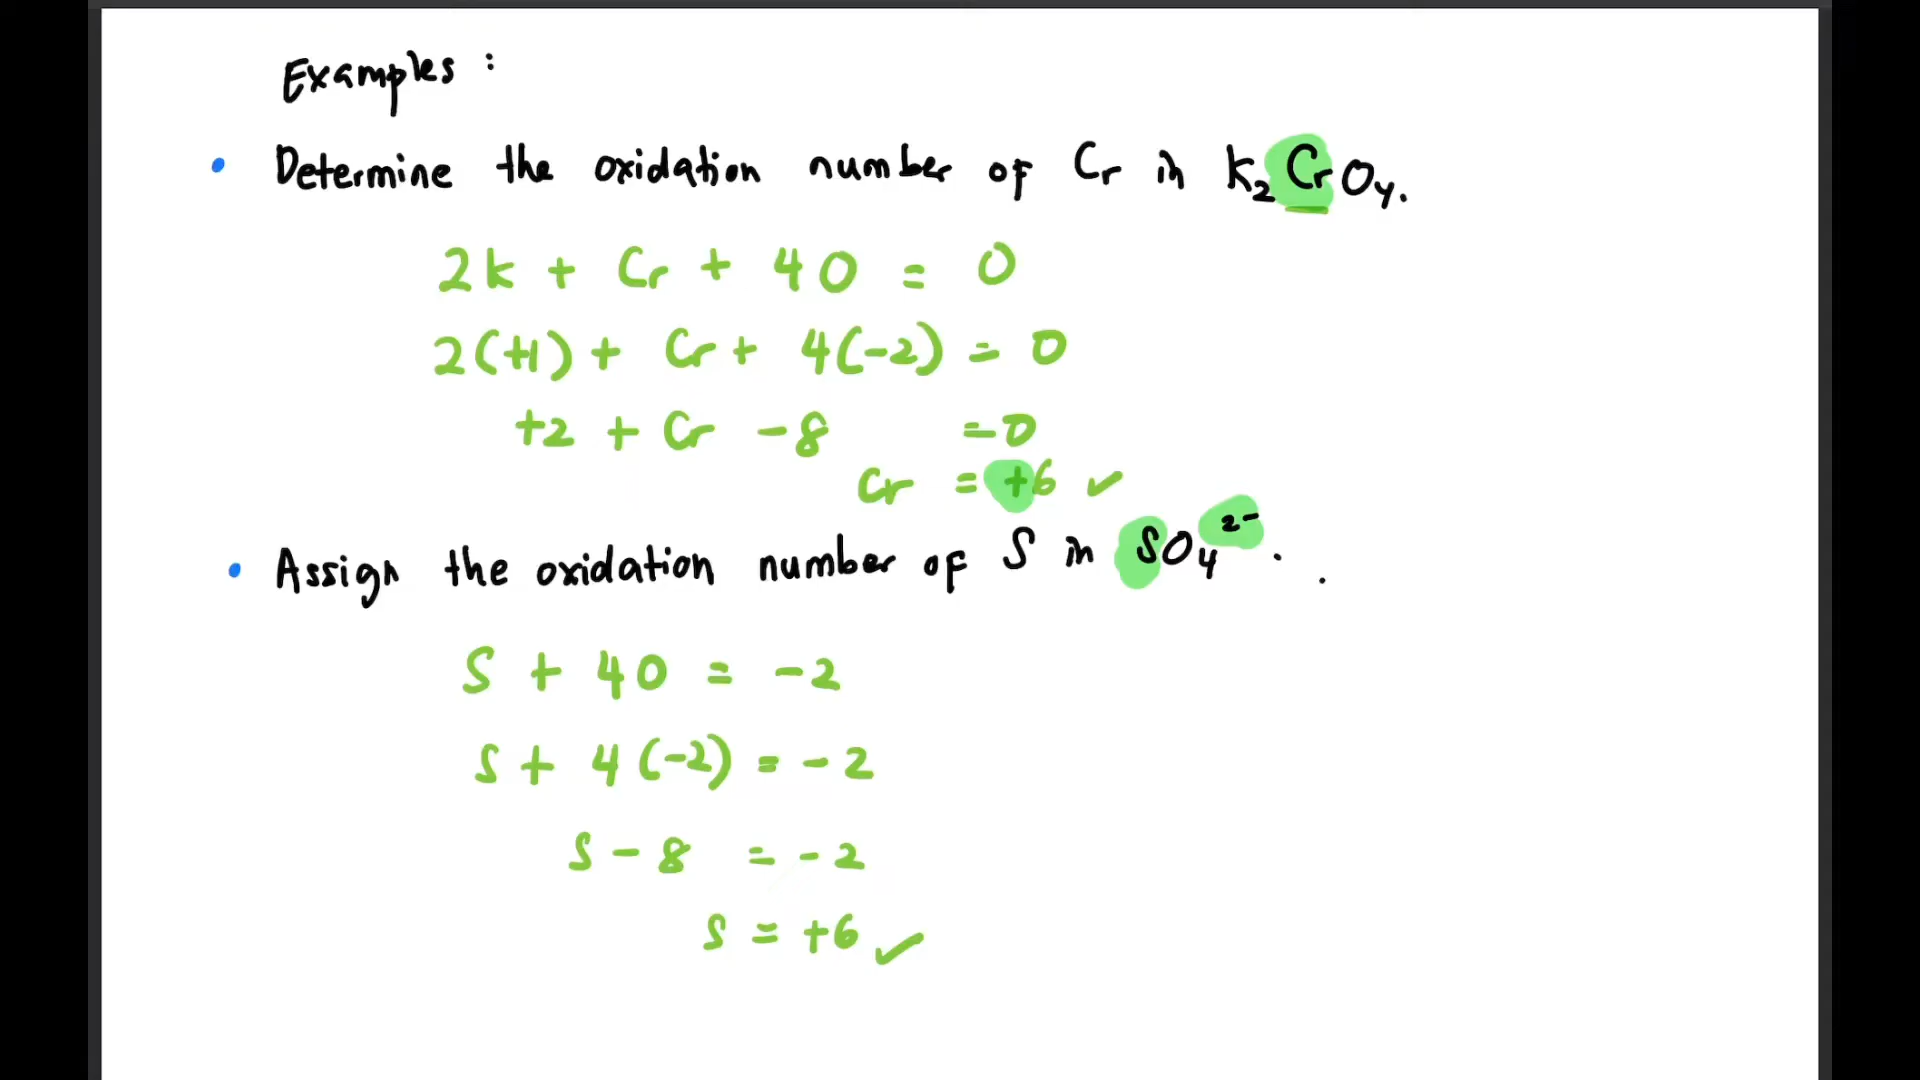 Examples :
• Determine the oxidation number of Cr in K₂CrO₄.
2K + Cr + 4O = 0
2(+1) + Cr + 4(-2) = 0
+2 + Cr - 8 = 0
Cr = +6 ✓
• Assign the oxidation number of S in SO₄²⁻.
S + 4O = -2
S + 4(-2) = -2
S - 8 = -2
S = +6 ✓